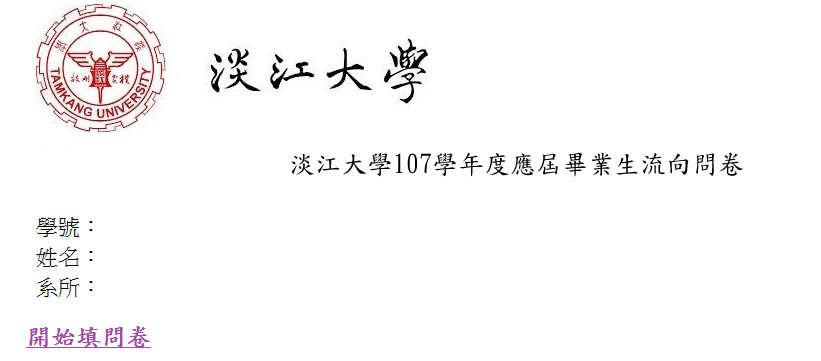 淡江大學
TAMKANG UNIVERSITY
淡江大學107學年度應屆畢業生流向問卷
學號：
姓名：
系所：
開始填問卷